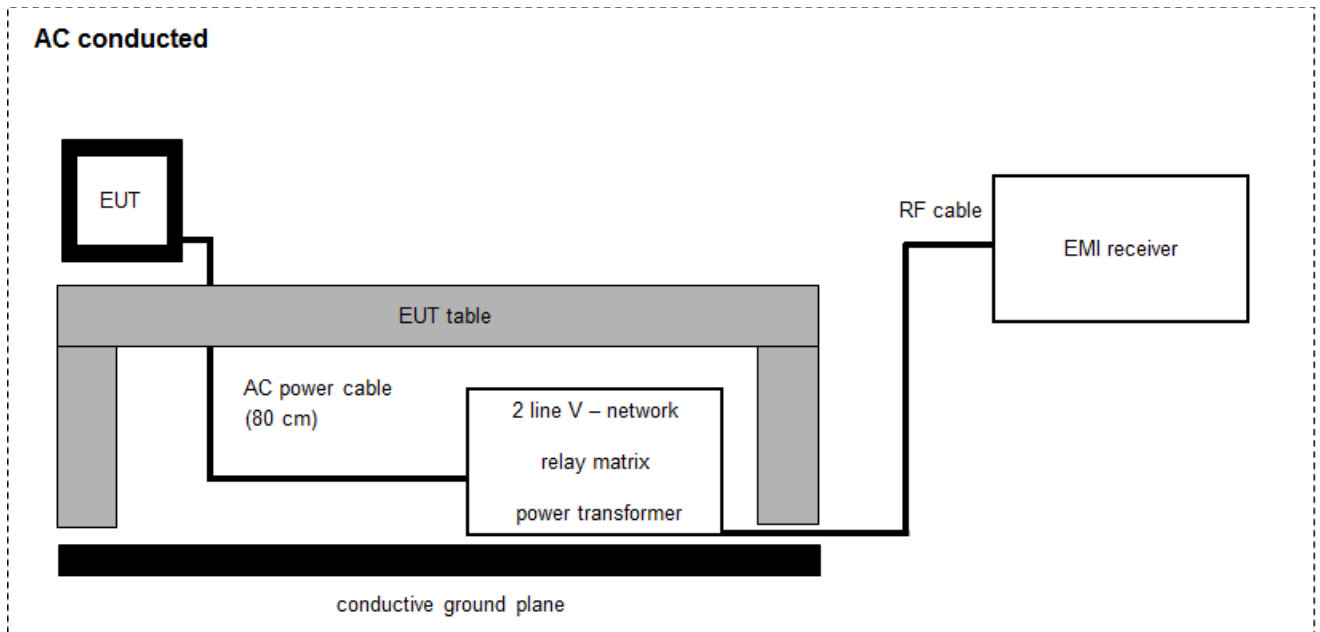 AC conducted
EUT
RF cable
EMI receiver
EUT table
AC power cable
(80 cm)
2 line V – network
relay matrix
power transformer
conductive ground plane